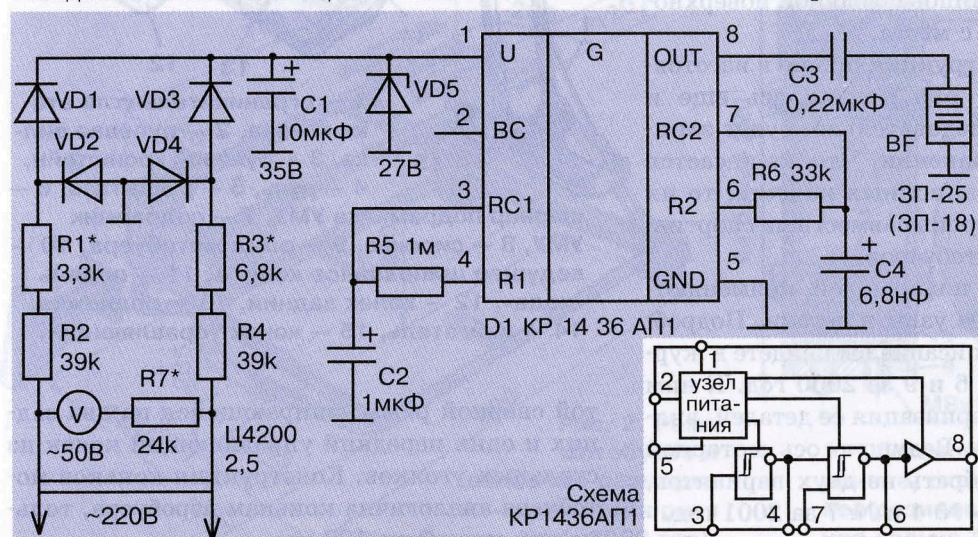 VD1
VD3
C1
10мкФ
35В
VD5
27В
VD2
VD4
R1*
3,3k
R3*
6,8k
R2
39k
R4
39k
R7*
24k
V
~50В
Ц4200
2,5
~220В
1
2
3
4
U
G
OUT
BC
RC1
RC2
R1
R2
GND
8
7
6
5
D1 КР 14 36 АП1
R5 1м
C2
1мкФ
C3
0,22мкФ
BF
ЗП-25
(ЗП-18)
R6 33k
C4
6,8нФ
Схема
КР1436АП1
1
2
узел
пита-
ния
5
8
3
4
7
6